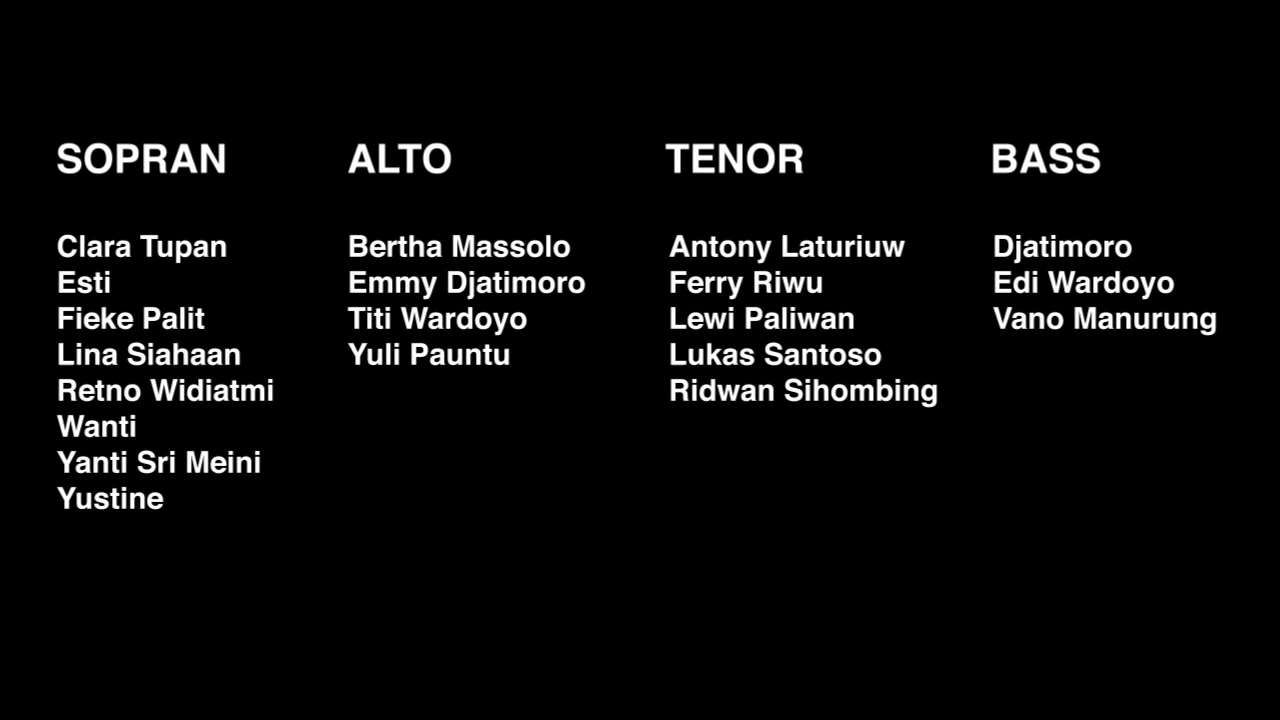 SOPRAN
Clara Tupan
Esti
Fieke Palit
Lina Siahaan
Retno Widiatmi
Wanti
Yanti Sri Meini
Yustine
ALTO
Bertha Massolo
Emmy Djatimoro
Titi Wardoyo
Yuli Pauntu
TENOR
Antony Laturiuw
Ferry Riwu
Lewi Paliwan
Lukas Santoso
Ridwan Sihombing
BASS
Djatimoro
Edi Wardoyo
Vano Manurung